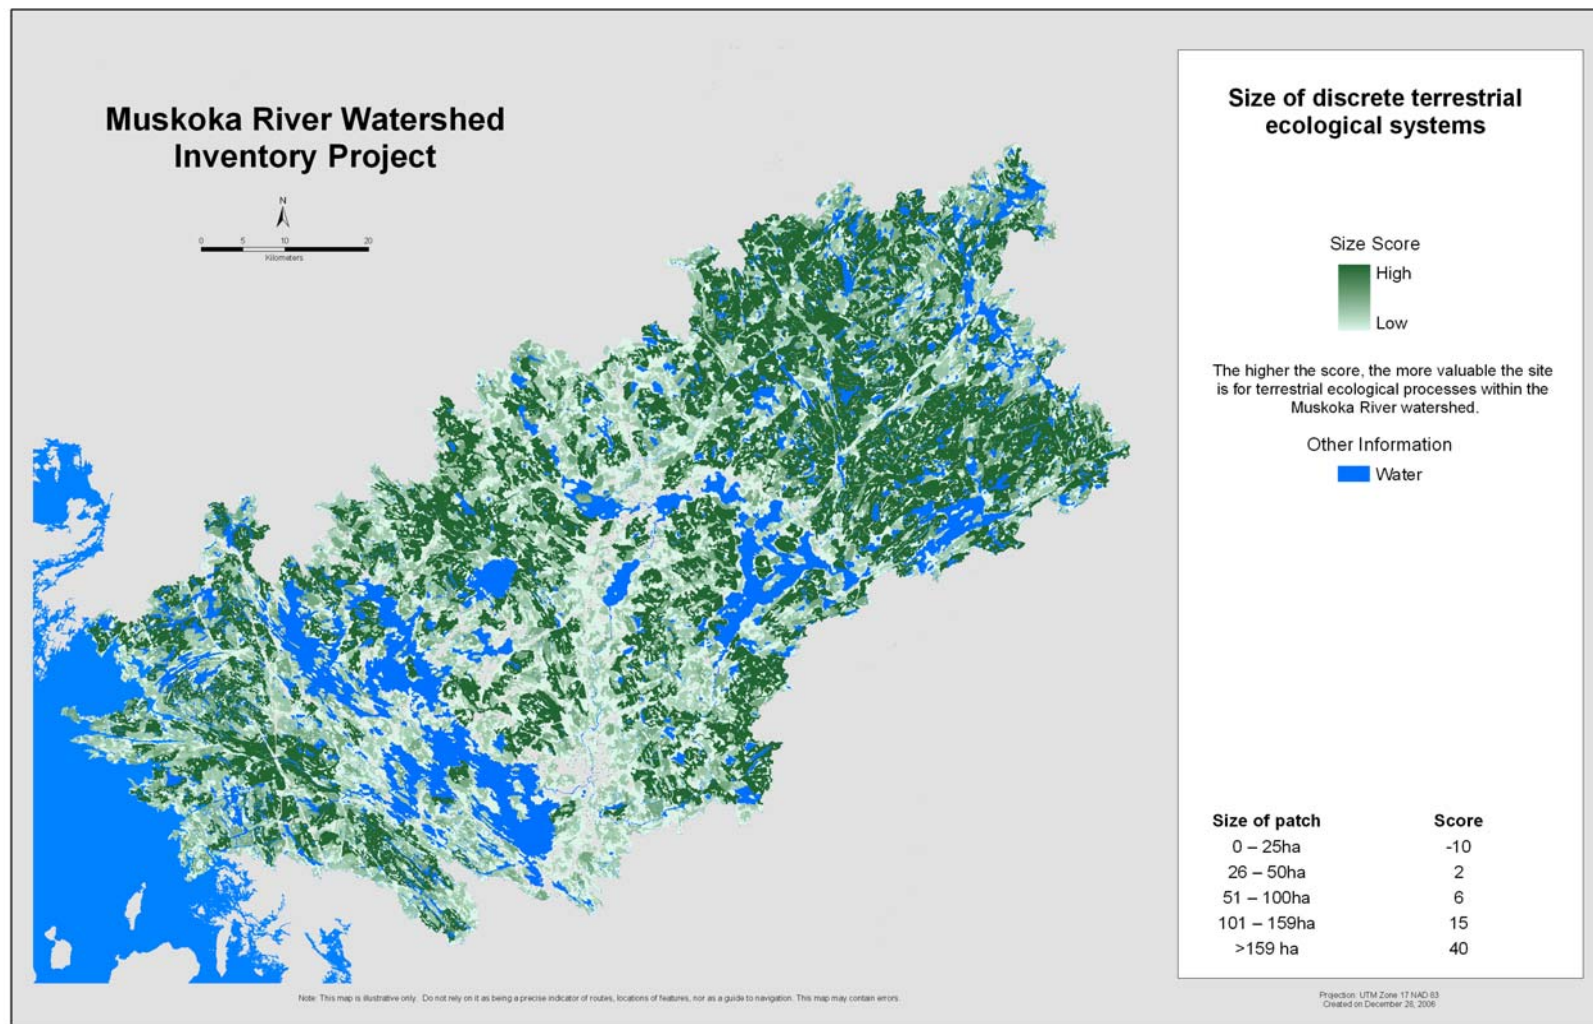 Muskoka River Watershed
Inventory Project
N
0 5 10 20
Kilometers
Size of discrete terrestrial
ecological systems
Size Score
High
Low
The higher the score, the more valuable the site
is for terrestrial ecological processes within the
Muskoka River watershed.
Other Information
Water
Size of patch Score
0 – 25ha -10
26 – 50ha 2
51 – 100ha 6
101 – 159ha 15
>159 ha 40
Note: This map is illustrative only. Do not rely on it as being a precise indicator of routes, locations of features, nor as a guide to navigation. This map may contain errors.
Projection: UTM Zone 17 NAD 83
Created on December 28, 2006